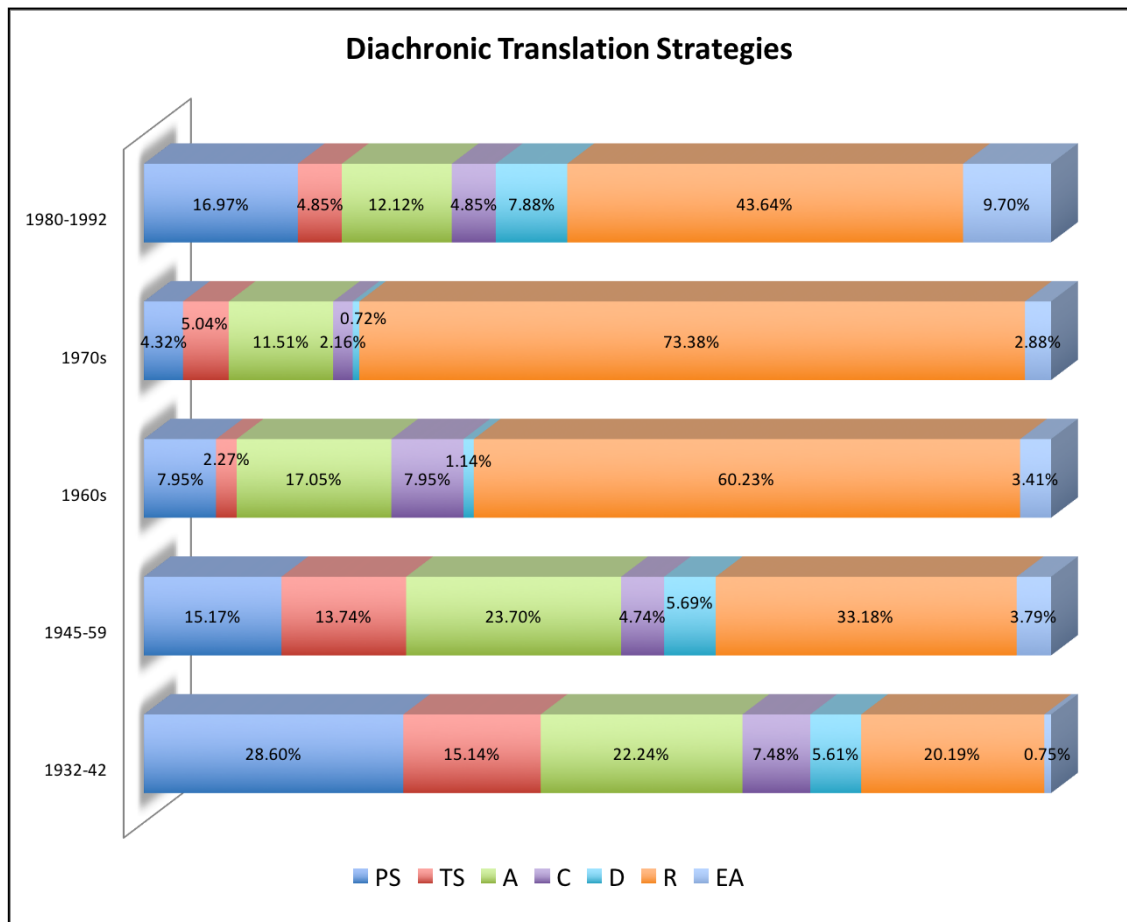 Diachronic Translation Strategies
1980-1992
16.97% 4.85% 12.12% 4.85% 7.88% 43.64% 9.70%
1970s
4.32% 5.04% 11.51% 2.16% 0.72% 73.38% 2.88%
1960s
7.95% 2.27% 17.05% 7.95% 1.14% 60.23% 3.41%
1945-59
15.17% 13.74% 23.70% 4.74% 5.69% 33.18% 3.79%
1932-42
28.60% 15.14% 22.24% 7.48% 5.61% 20.19% 0.75%
PS TS A C D R EA